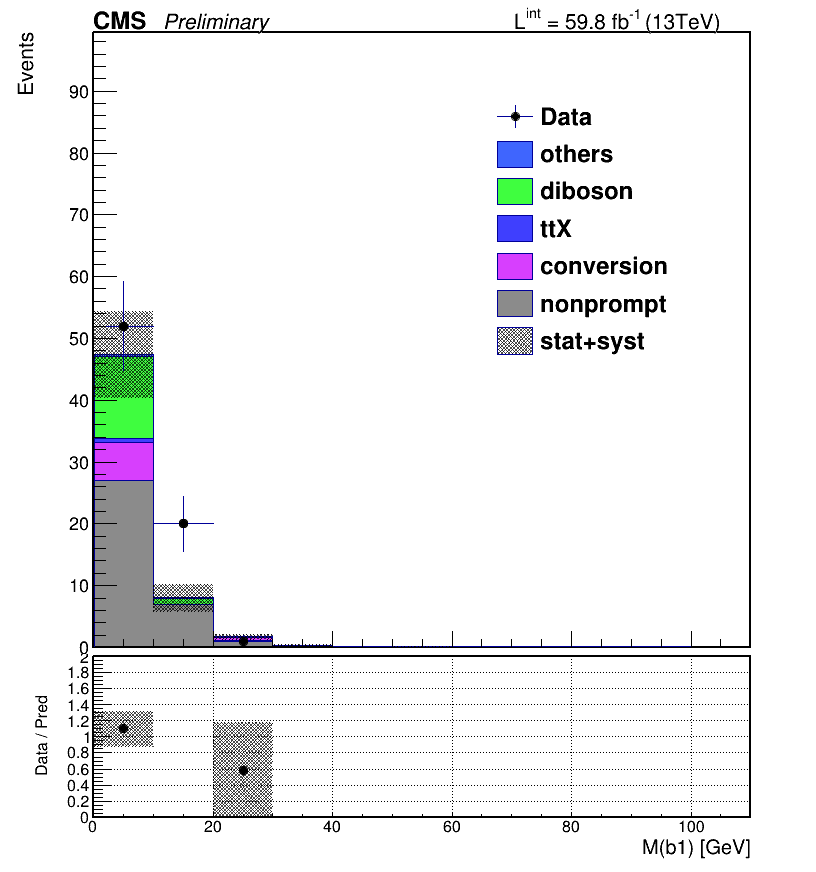 CMS Preliminary L^int = 59.8 fb^-1 (13TeV)
Events
90
80
70
60
50
40
30
20
10
0
Data
others
diboson
ttX
conversion
nonprompt
stat+syst
Data / Pred
2
1.8
1.6
1.4
1.2
1
0.8
0.6
0.4
0.2
0
0 20 40 60 80 100
M(b1) [GeV]